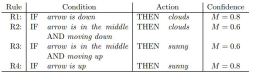 Rule Condition Action Confidence
R1: IF arrow is down THEN clouds M = 0.8
R2: IF arrow is in the middle THEN clouds M = 0.6
AND moving down
R3: IF arrow is in the middle THEN sunny M = 0.6
AND moving up
R4: IF arrow is up THEN sunny M = 0.8